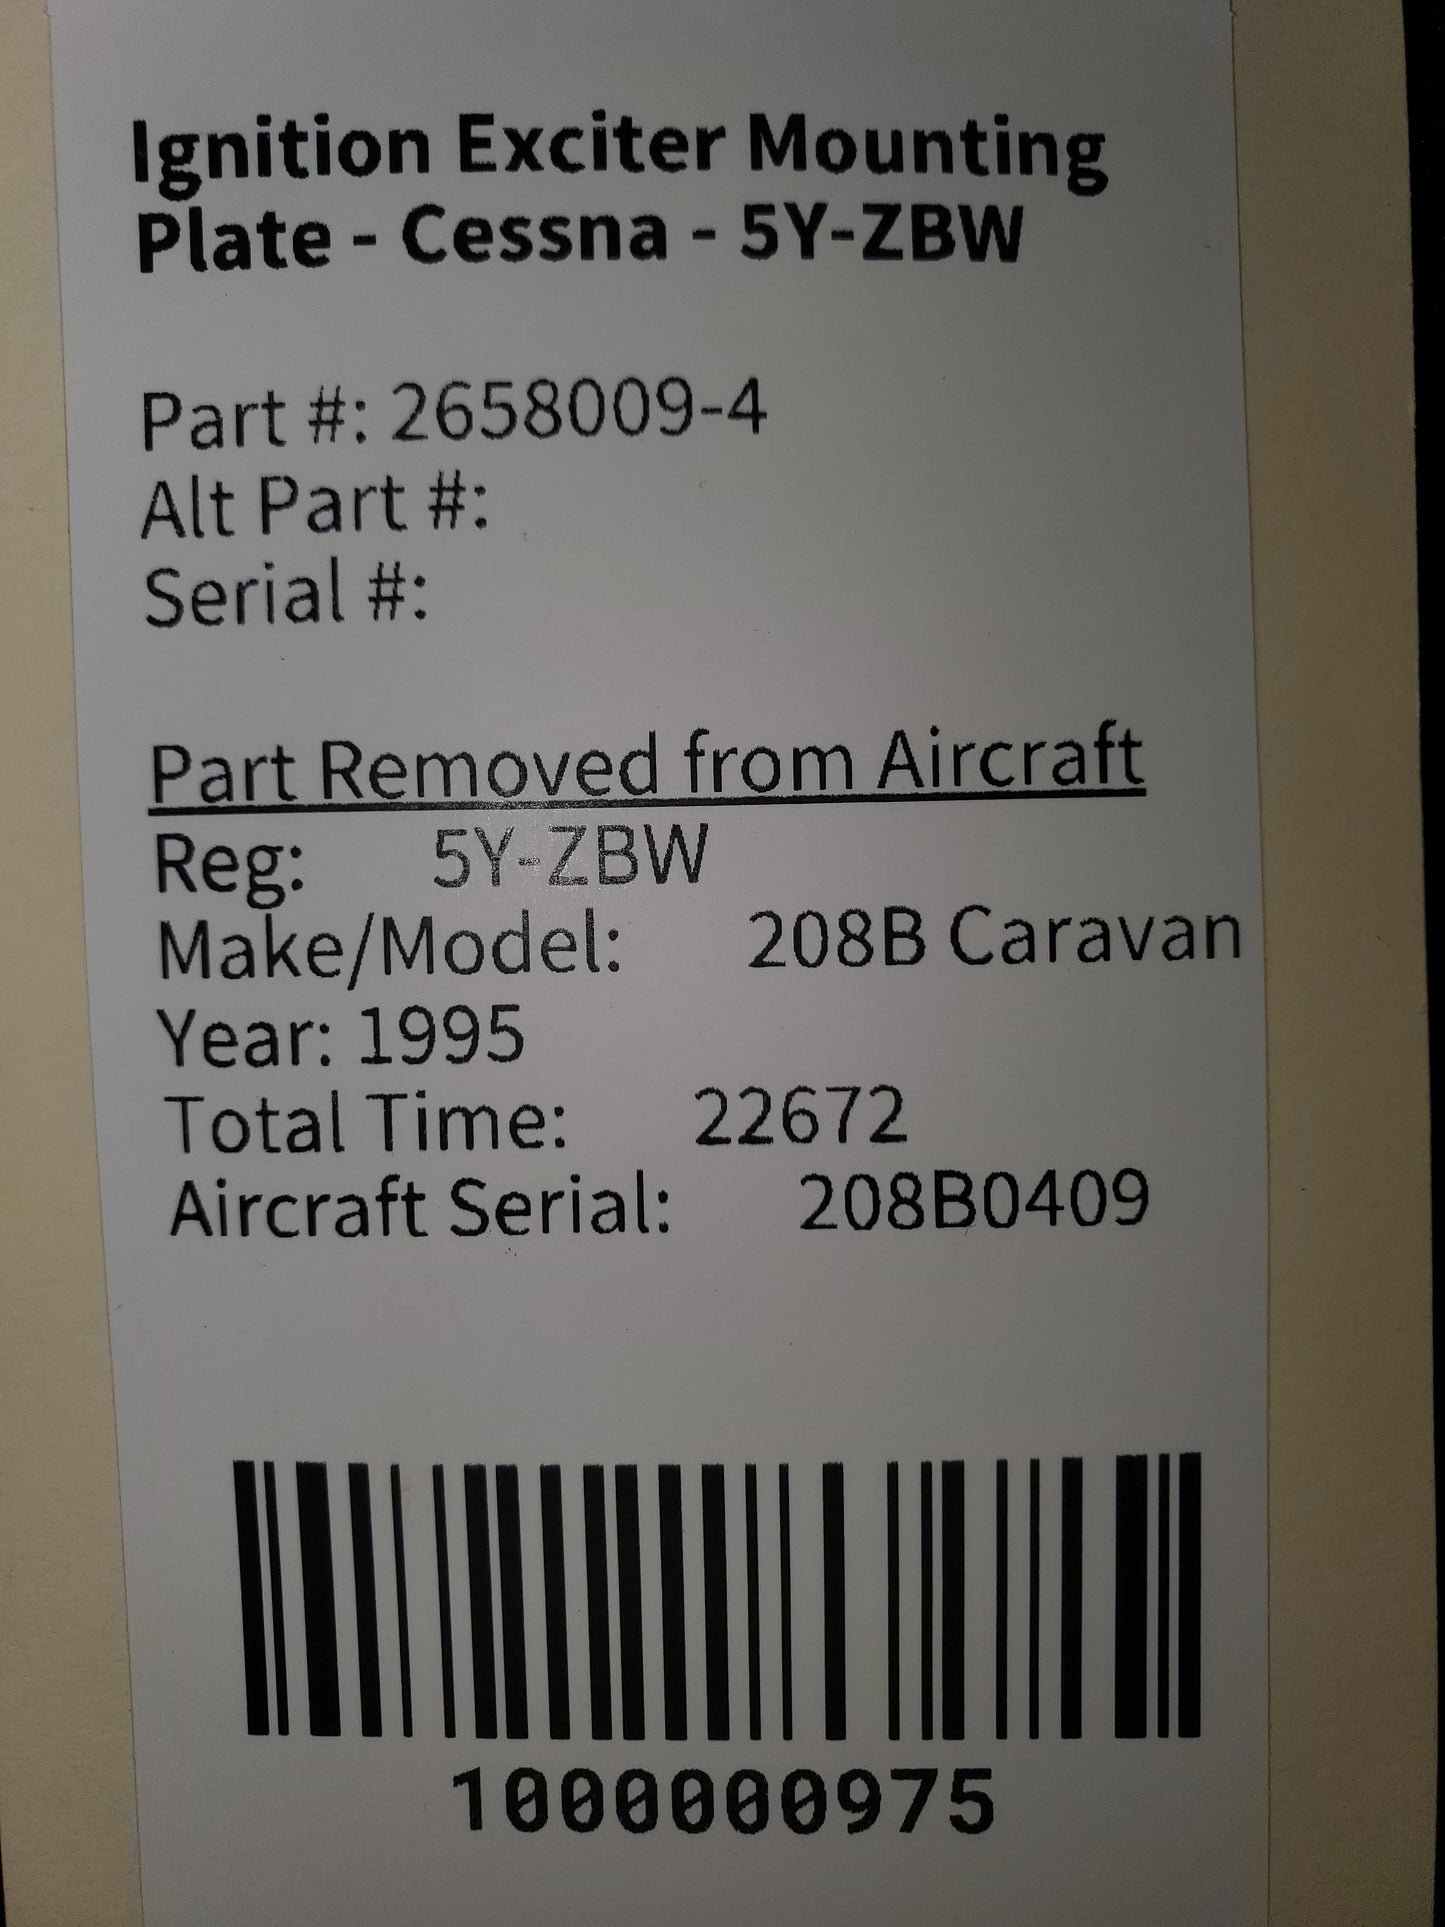 Ignition Exciter Mounting
Plate - Cessna - 5Y-ZBW
Part #: 2658009-4
Alt Part #:
Serial #:
Part Removed from Aircraft
Reg: 5Y-ZBW
Make/Model: 208B Caravan
Year: 1995
Total Time: 22672
Aircraft Serial: 208B0409
1000000975